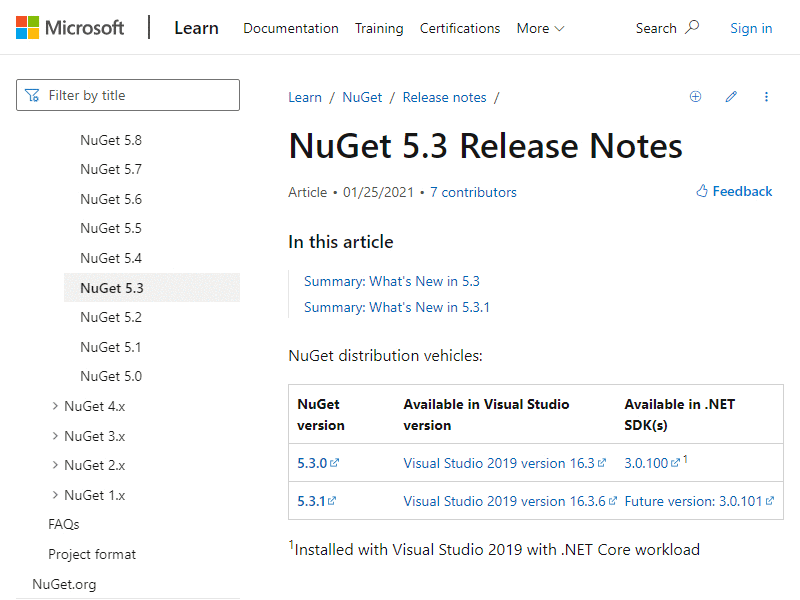 Microsoft | Learn Documentation Training Certifications More Search Sign in
Filter by title
NuGet 5.8
NuGet 5.7
NuGet 5.6
NuGet 5.5
NuGet 5.4
NuGet 5.3
NuGet 5.2
NuGet 5.1
NuGet 5.0
NuGet 4.x
NuGet 3.x
NuGet 2.x
NuGet 1.x
FAQs
Project format
NuGet.org
Learn / NuGet / Release notes /
NuGet 5.3 Release Notes
Article • 01/25/2021 • 7 contributors
Feedback
In this article
Summary: What's New in 5.3
Summary: What's New in 5.3.1
NuGet distribution vehicles:
NuGet version Available in Visual Studio version Available in .NET SDK(s)
5.3.0 Visual Studio 2019 version 16.3 3.0.100 1
5.3.1 Visual Studio 2019 version 16.3.6 Future version: 3.0.101
1Installed with Visual Studio 2019 with .NET Core workload